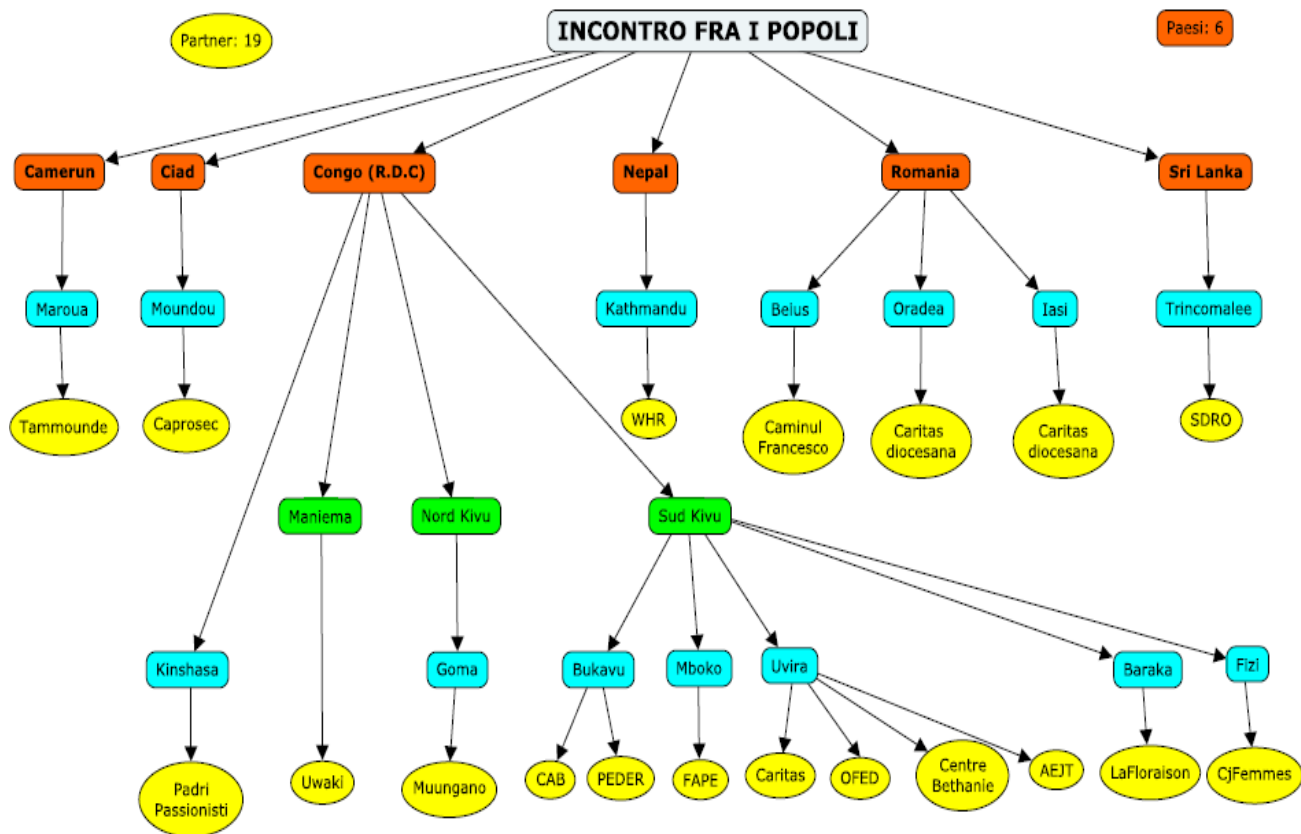 Partner: 19
INCONTRO FRA I POPOLI
Paesi: 6
Camerun
Ciad
Congo (R.D.C)
Nepal
Romania
Sri Lanka
Maroua
Moundou
Kathmandu
Beius
Oradea
Iasi
Trincomalee
Tammounde
Caprosec
WHR
Caminul
Francesco
Caritas
diocesana
Caritas
diocesana
SDRO
Maniema
Nord Kivu
Sud Kivu
Kinshasa
Goma
Bukavu
Mboko
Uvira
Baraka
Fizi
Padri
Passionisti
Uwaki
Muungano
CAB
PEDER
FAPE
Caritas
OFED
Centre
Bethanie
AEJT
LaFloraison
CjFemmes